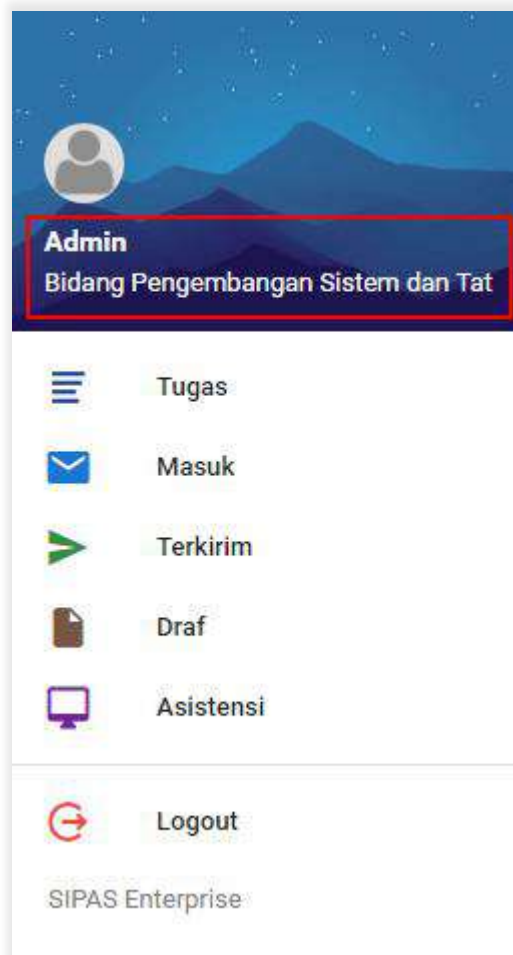 Admin
Bidang Pengembangan Sistem dan Tat
Tugas
Masuk
Terkirim
Draf
Asistensi
Logout
SIPAS Enterprise